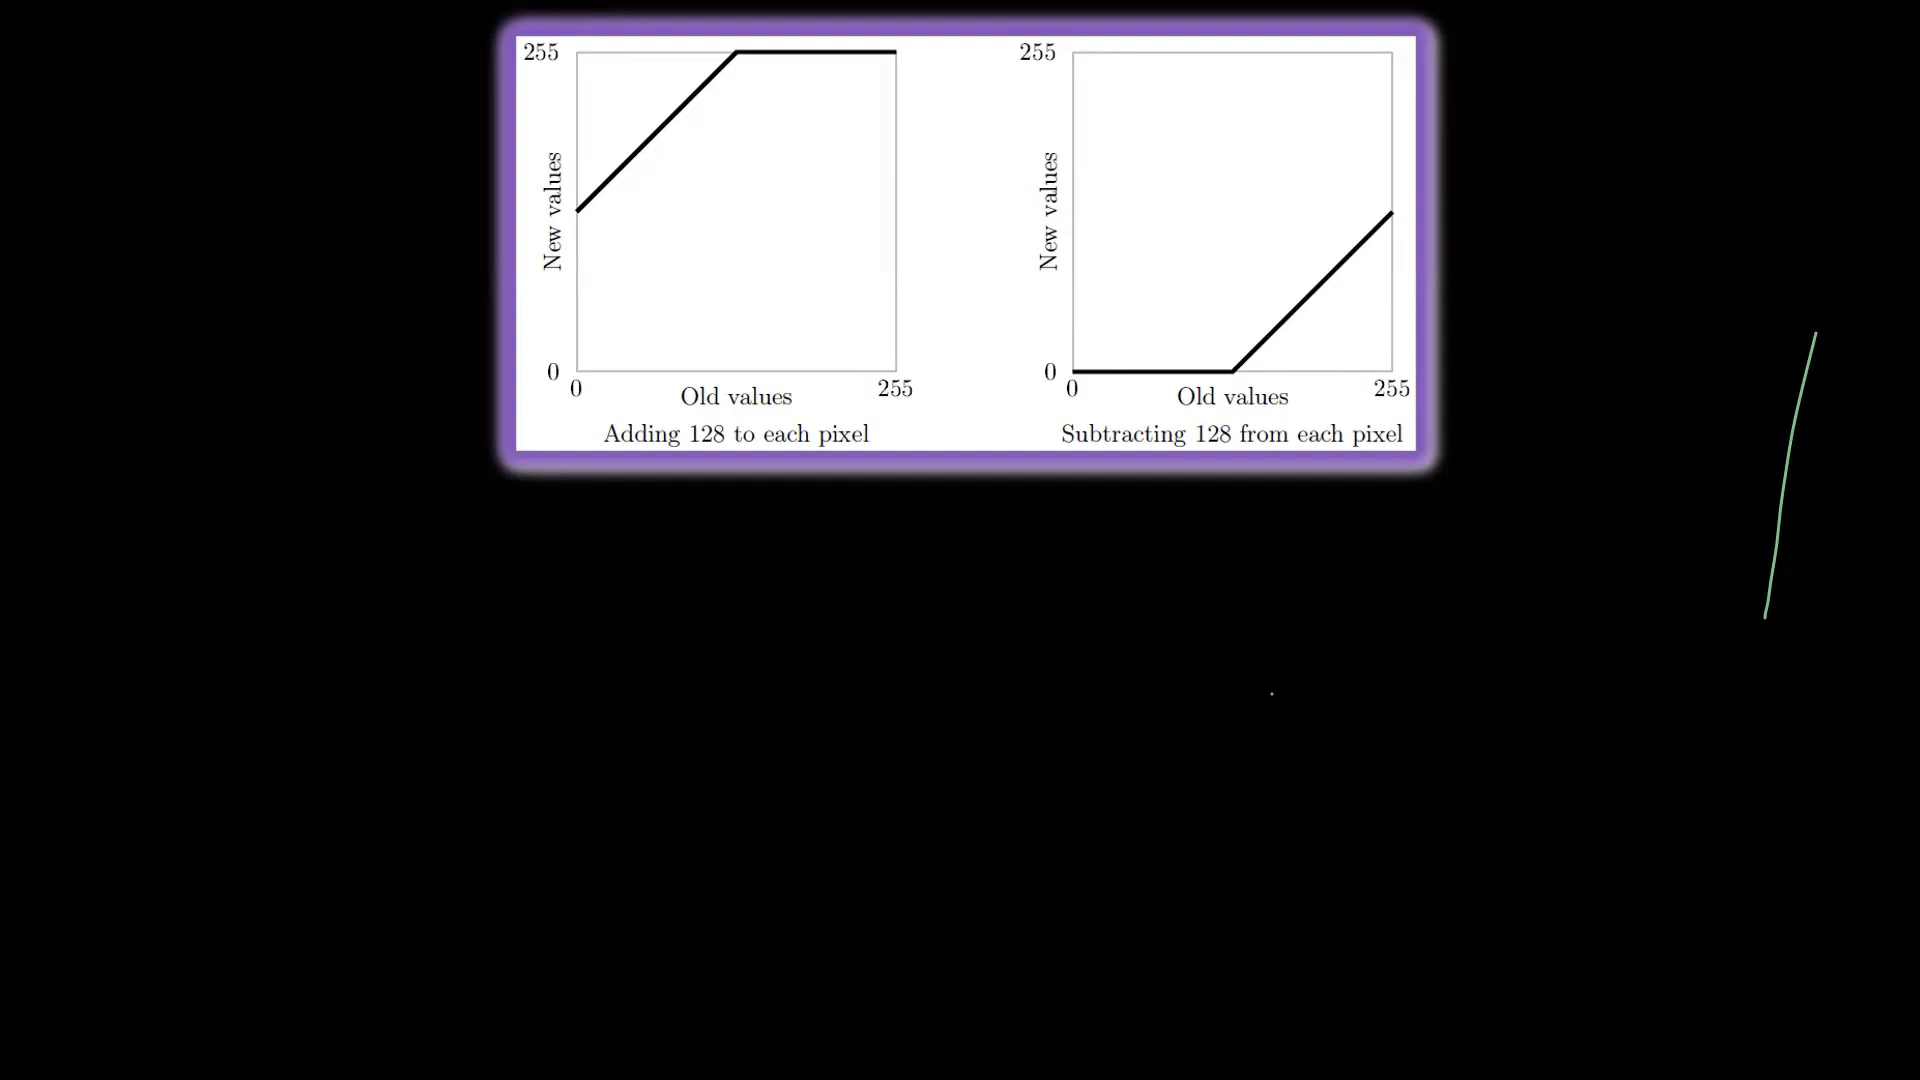 255
New values
0
0
255
Old values
Adding 128 to each pixel
255
New values
0
0
255
Old values
Subtracting 128 from each pixel